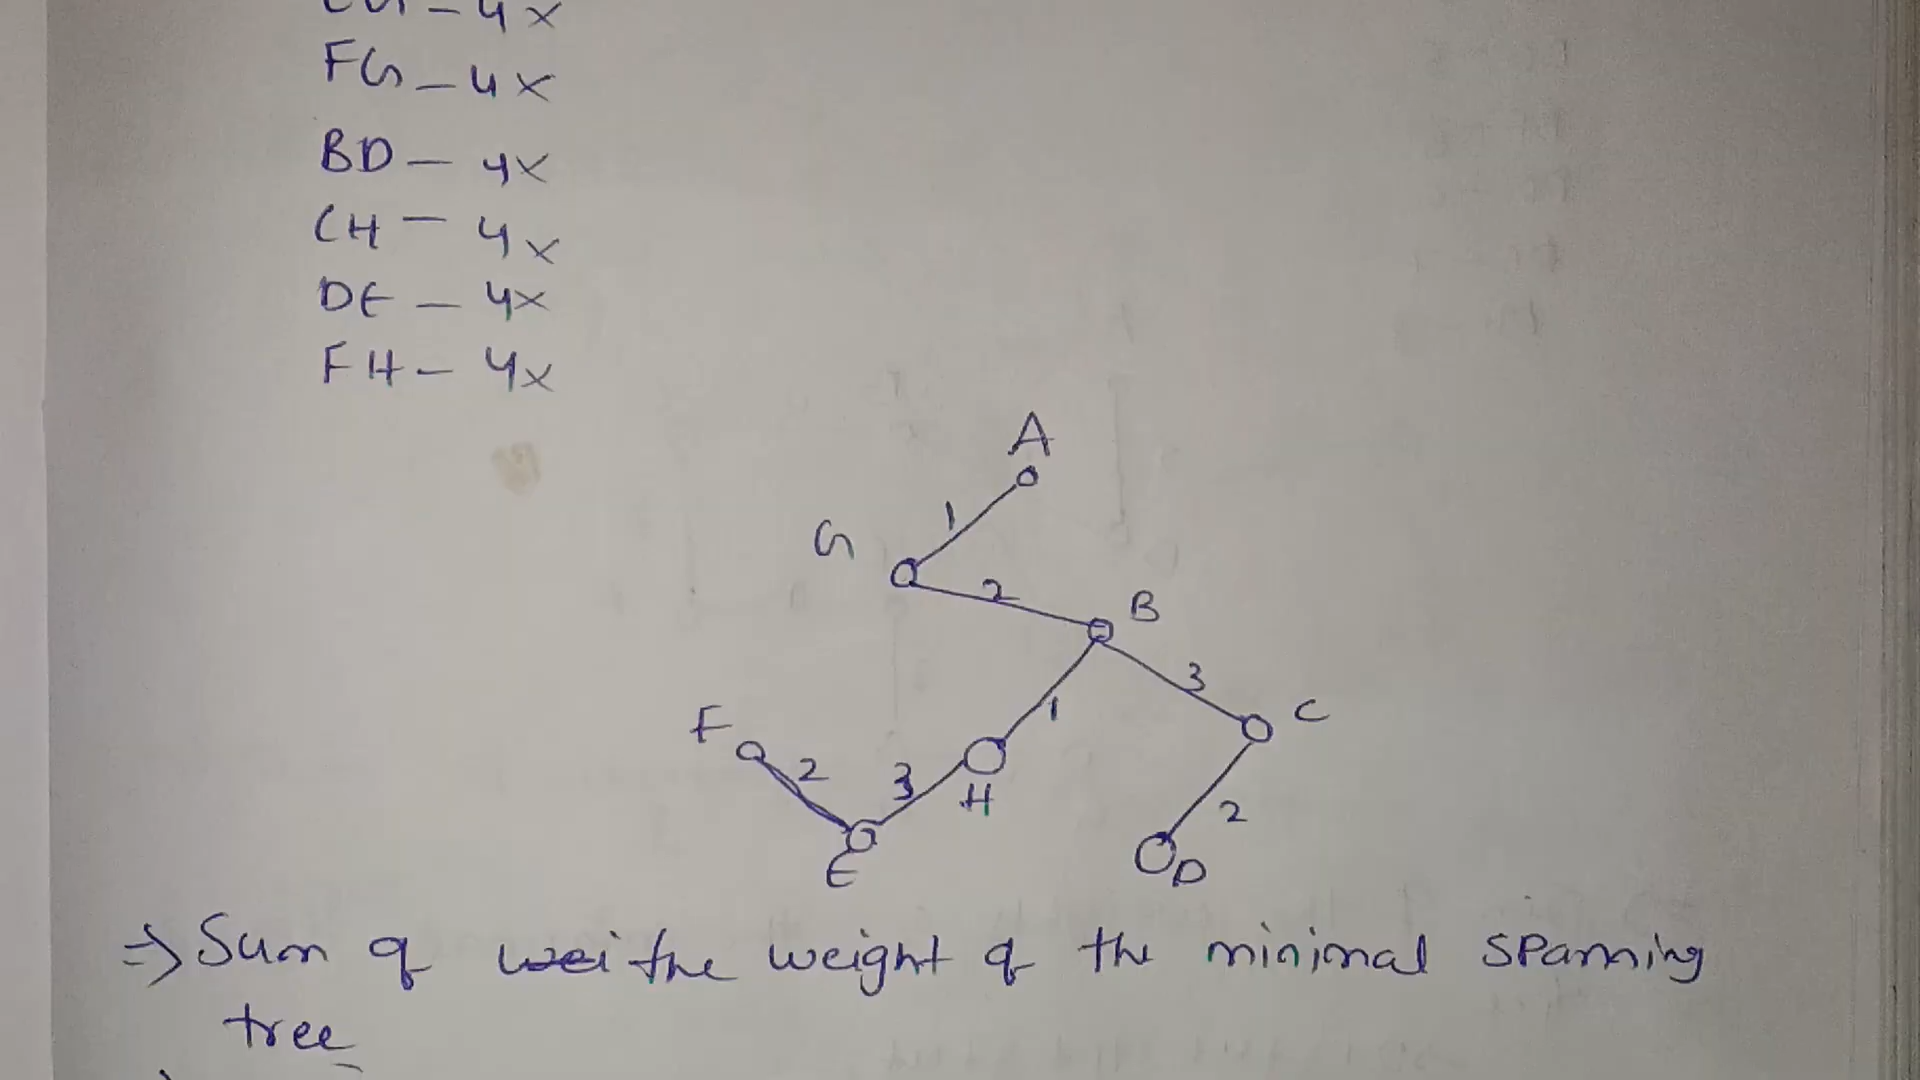 - 4x
FG - 4x
BD - 4x
CH - 4x
DE - 4x
FH - 4x
A
1
G
2
B
3
C
F
2
3
H
1
2
E
D
=> Sum of the weight of the minimal spanning
tree